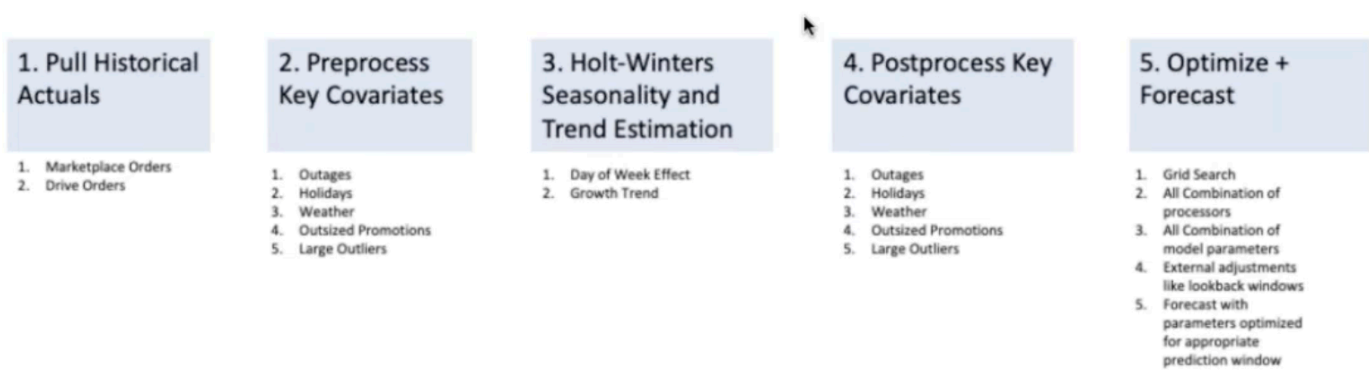 1. Pull Historical
Actuals
1. Marketplace Orders
2. Drive Orders
2. Preprocess
Key Covariates
1. Outages
2. Holidays
3. Weather
4. Outsized Promotions
5. Large Outliers
3. Holt-Winters
Seasonality and
Trend Estimation
1. Day of Week Effect
2. Growth Trend
4. Postprocess Key
Covariates
1. Outages
2. Holidays
3. Weather
4. Outsized Promotions
5. Large Outliers
5. Optimize +
Forecast
1. Grid Search
2. All Combination of
processors
3. All Combination of
model parameters
4. External adjustments
like lookback windows
5. Forecast with
parameters optimized
for appropriate
prediction window